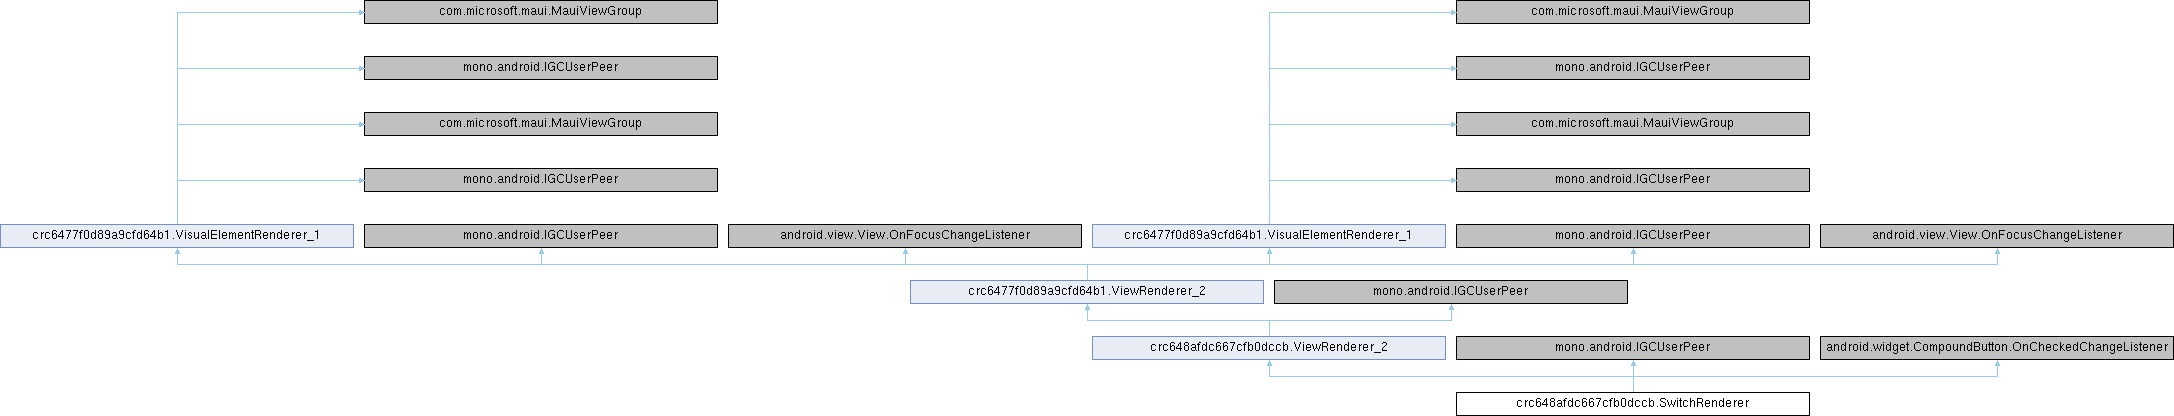 com.microsoft.maui.MauiViewGroup
com.microsoft.maui.MauiViewGroup
mono.android.IGCUserPeer
mono.android.IGCUserPeer
com.microsoft.maui.MauiViewGroup
com.microsoft.maui.MauiViewGroup
mono.android.IGCUserPeer
mono.android.IGCUserPeer
crc6477f0d89a9cfd64b1.VisualElementRenderer_1
mono.android.IGCUserPeer
android.view.View.OnFocusChangeListener
crc6477f0d89a9cfd64b1.VisualElementRenderer_1
mono.android.IGCUserPeer
android.view.View.OnFocusChangeListener
crc6477f0d89a9cfd64b1.ViewRenderer_2
mono.android.IGCUserPeer
crc648afdc667cfb0dccb.ViewRenderer_2
mono.android.IGCUserPeer
android.widget.CompoundButton.OnCheckedChangeListener
crc648afdc667cfb0dccb.SwitchRenderer